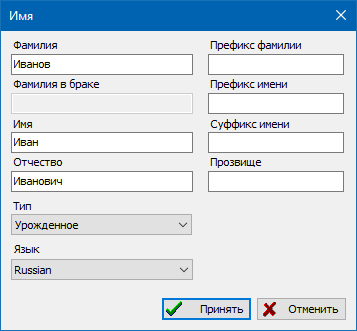 Имя
Фамилия
Префикс фамилии
Иванов
Фамилия в браке
Префикс имени
Имя
Суффикс имени
Иван
Отчество
Прозвище
Иванович
Тип
Урожденное
Язык
Russian
Принять
Отменить